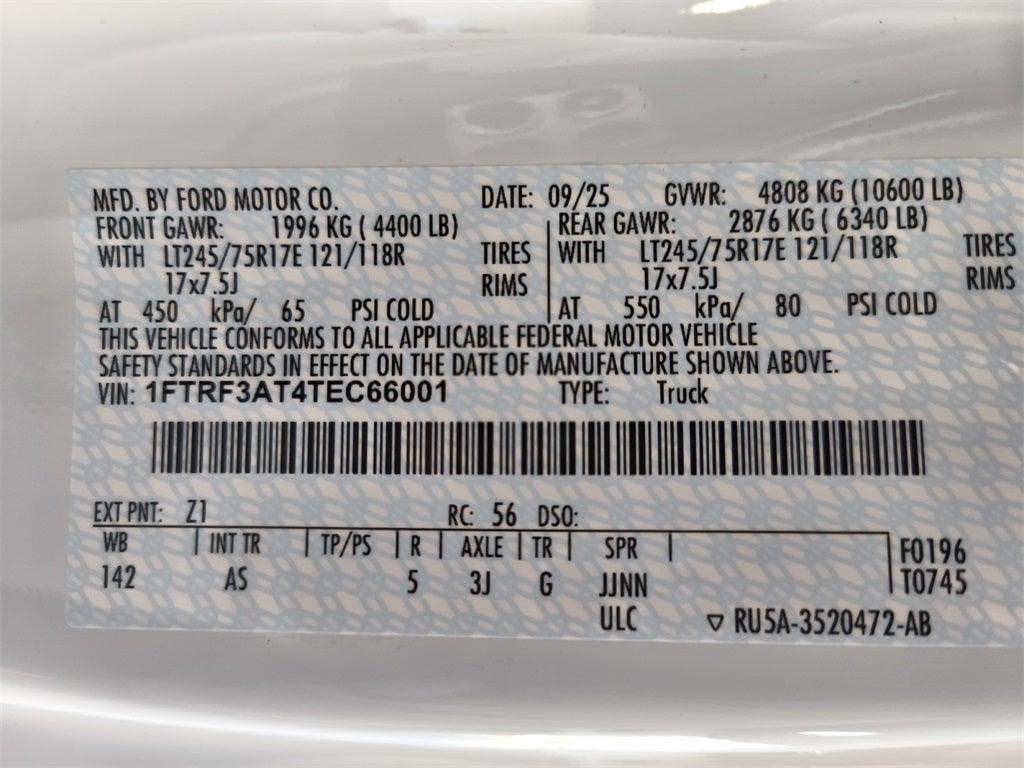 MFD. BY FORD MOTOR CO. DATE: 09/25 GVWR: 4808 KG (10600 LB)
FRONT GAWR: 1996 KG ( 4400 LB) REAR GAWR: 2876 KG ( 6340 LB)
WITH LT245/75R17E 121/118R TIRES WITH LT245/75R17E 121/118R TIRES
17x7.5J RIMS 17x7.5J RIMS
AT 450 kPa/ 65 PSI COLD AT 550 kPa/ 80 PSI COLD
THIS VEHICLE CONFORMS TO ALL APPLICABLE FEDERAL MOTOR VEHICLE
SAFETY STANDARDS IN EFFECT ON THE DATE OF MANUFACTURE SHOWN ABOVE.
VIN: 1FTRF3AT4TEC66001 TYPE: Truck
EXT PNT: Z1 RC: 56 DSO:
WB INT TR TP/PS R AXLE TR SPR F0196
142 AS 5 3J G JJNN T0745
ULC ▽ RU5A-3520472-AB